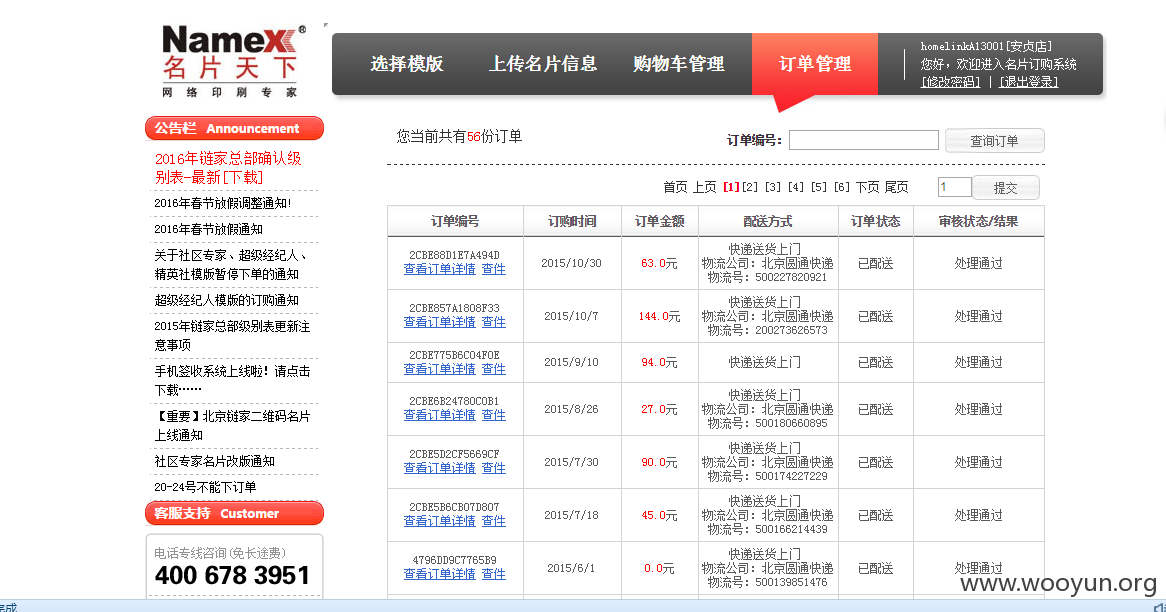 NameX®
名片天下
网络印刷专家
选择模版 上传名片信息 购物车管理 订单管理
homelinkA13001[安贞店]
您好，欢迎进入名片订购系统
[修改密码] | [退出登录]
公告栏 Announcement
2016年链家总部确认级
别表-最新[下载]
2016年春节放假调整通知!
2016年春节放假通知
关于社区专家、超级经纪人、
精英社模版暂停下单的通知
超级经纪人模版的订购通知
2015年链家总部级别表更新注
意事项
手机签收系统上线啦！请点击
下载……
【重要】北京链家二维码名片
上线通知
社区专家名片改版通知
20-24号不能下订单
客服支持 Customer
电话专线咨询(免长途费)
400 678 3951
您当前共有56份订单
订单编号： 查询订单
首页 上页 [1] [2] [3] [4] [5] [6] 下页 尾页 1 提交
订单编号 订购时间 订单金额 配送方式 订单状态 审核状态/结果
2CBE88D1E7A494D
查看订单详情 查件
2015/10/30 63.0元
快递送货上门
物流公司：北京圆通快递
物流号：500227820921
已配送 处理通过
2CBE857A1808F33
查看订单详情 查件
2015/10/7 144.0元
快递送货上门
物流公司：北京圆通快递
物流号：200273626573
已配送 处理通过
2CBE775B6C04F0E
查看订单详情 查件
2015/9/10 94.0元
快递送货上门
已配送 处理通过
2CBE6B24780C0B1
查看订单详情 查件
2015/8/26 27.0元
快递送货上门
物流公司：北京圆通快递
物流号：500180660895
已配送 处理通过
2CBE5D2CF5669CF
查看订单详情 查件
2015/7/30 90.0元
快递送货上门
物流公司：北京圆通快递
物流号：500174227229
已配送 处理通过
2CBE5B6CB07D807
查看订单详情 查件
2015/7/18 45.0元
快递送货上门
物流公司：北京圆通快递
物流号：500166214439
已配送 处理通过
4796DD9C7765B9
查看订单详情 查件
2015/6/1 0.0元
快递送货上门
物流公司：北京圆通快递
物流号：500139851476
已配送 处理通过
www.wooyun.org
完成